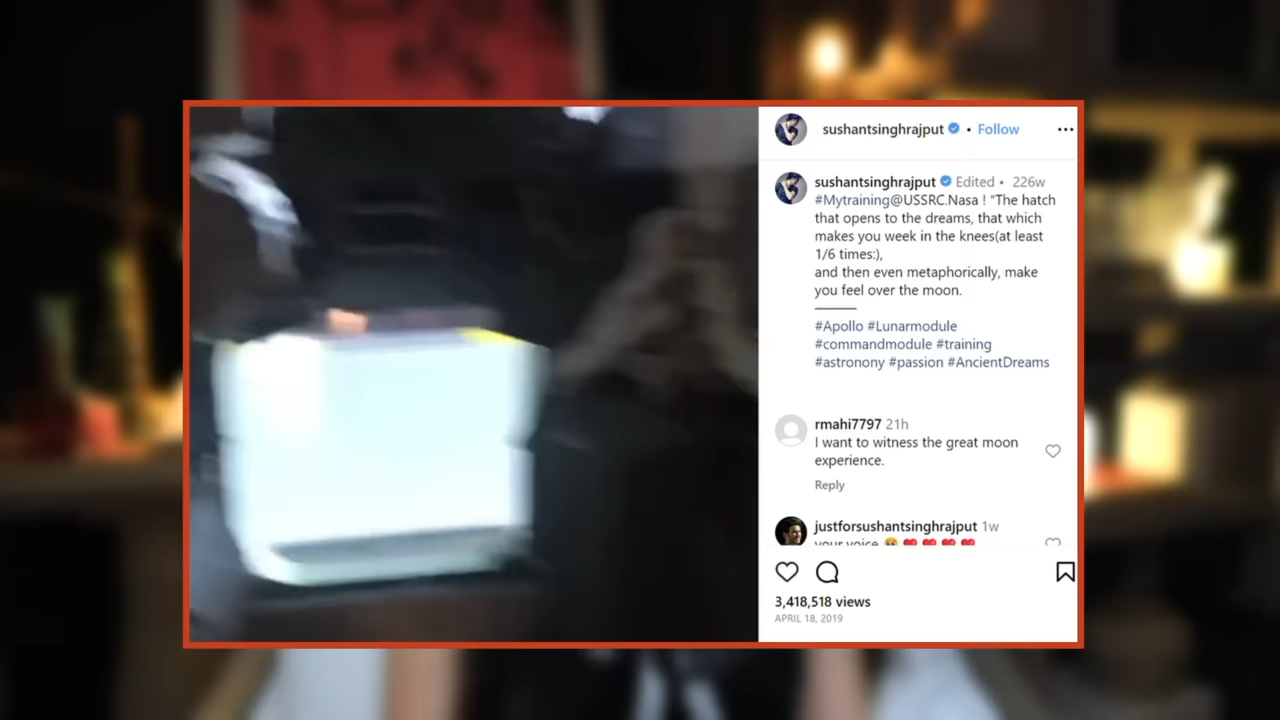 sushantsinghrajput • Follow
sushantsinghrajput Edited • 226w
#Mytraining@USSRC.Nasa ! "The hatch
that opens to the dreams, that which
makes you week in the knees(at least
1/6 times:),
and then even metaphorically, make
you feel over the moon.
#Apollo #Lunarmodule
#commandmodule #training
#astronony #passion #AncientDreams
rmahi7797 21h
I want to witness the great moon
experience.
Reply
justforsushantsinghrajput 1w
your voice 😢 ❤️ ❤️ ❤️ ❤️
3,418,518 views
APRIL 18, 2019